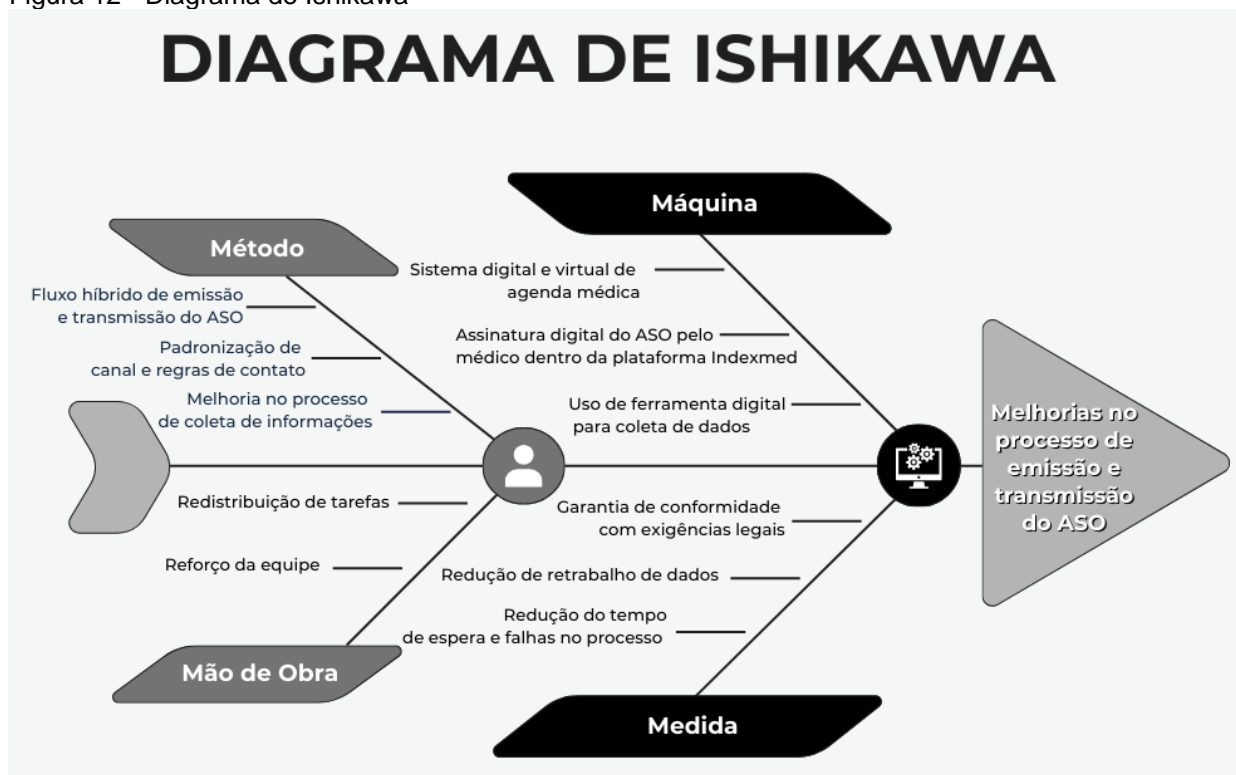 Figura 12 - Diagrama de Ishikawa
DIAGRAMA DE ISHIKAWA
Máquina
Método
Sistema digital e virtual de
agenda médica
Fluxo híbrido de emissão
e transmissão do ASO
Assinatura digital do ASO pelo
médico dentro da plataforma Indexmed
Padronização de
canal e regras de contato
Melhoria no processo
de coleta de informações
Uso de ferramenta digital
para coleta de dados
Melhorias no
processo de
emissão e
transmissão
do ASO
Redistribuição de tarefas
Garantia de conformidade
com exigências legais
Reforço da equipe
Redução de retrabalho de dados
Redução do tempo
de espera e falhas no processo
Mão de Obra
Medida